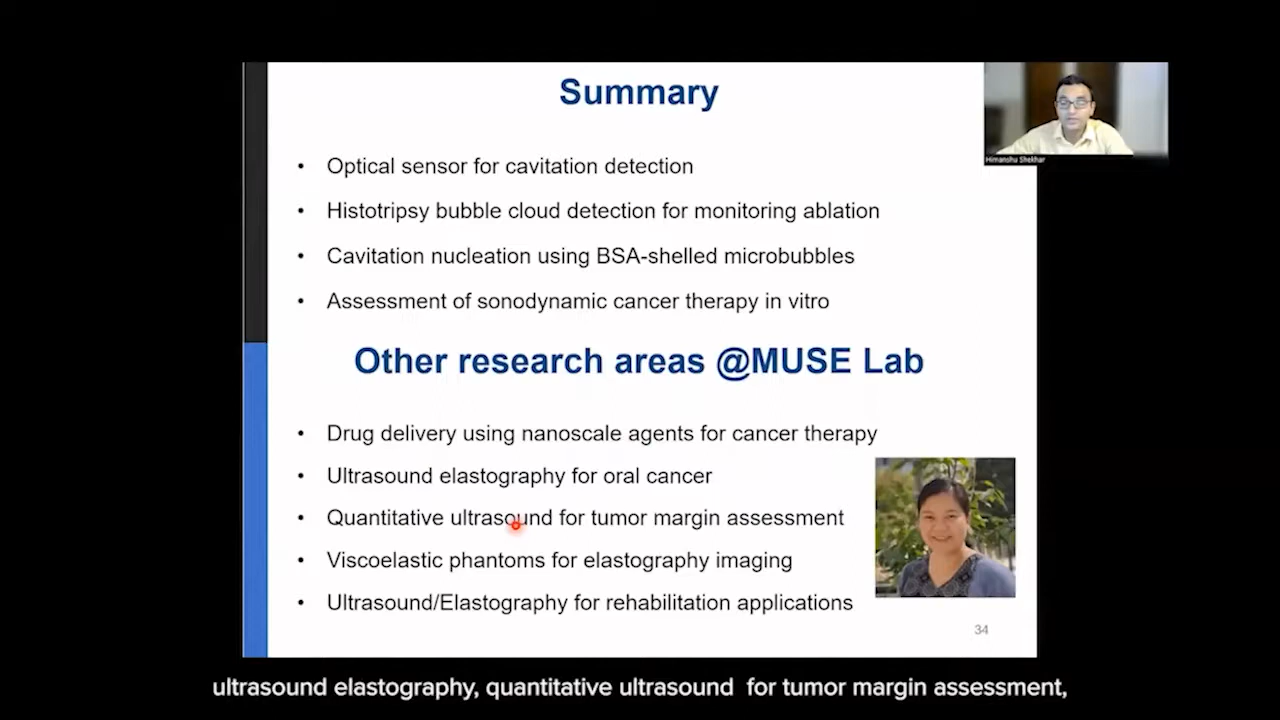 Summary
Himanshu Shekhar
• Optical sensor for cavitation detection
• Histotripsy bubble cloud detection for monitoring ablation
• Cavitation nucleation using BSA-shelled microbubbles
• Assessment of sonodynamic cancer therapy in vitro
Other research areas @MUSE Lab
• Drug delivery using nanoscale agents for cancer therapy
• Ultrasound elastography for oral cancer
• Quantitative ultrasound for tumor margin assessment
• Viscoelastic phantoms for elastography imaging
• Ultrasound/Elastography for rehabilitation applications
34
ultrasound elastography, quantitative ultrasound for tumor margin assessment,